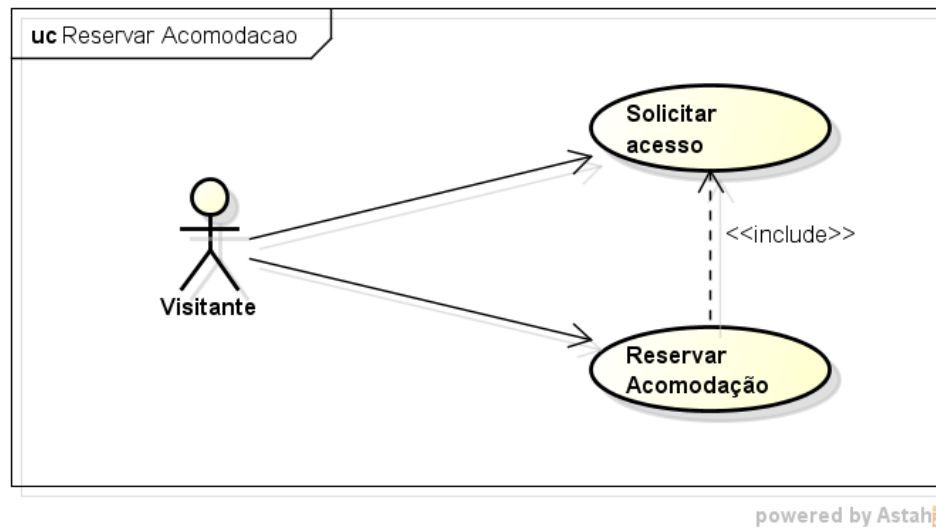 uc Reservar Acomodacao
Solicitar
acesso
<<include>>
Visitante
Reservar
Acomodação
powered by Astah